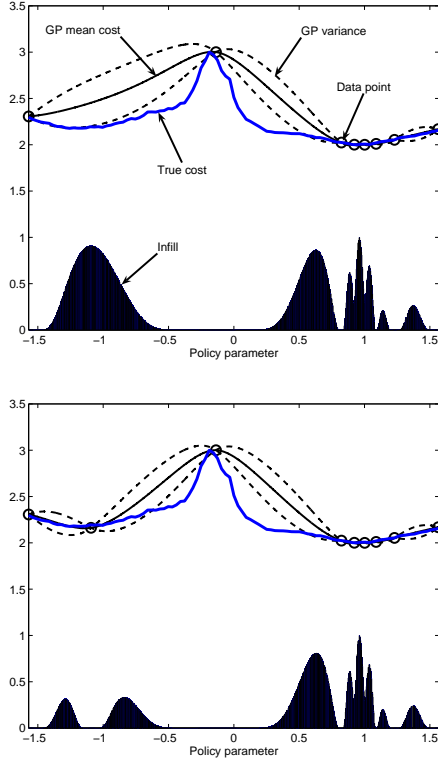 3.5
GP mean cost
GP variance
3
Data point
2.5
2
True cost
1.5
1
Infill
0.5
0
−1.5 −1 −0.5 0 0.5 1 1.5
Policy parameter
3.5
3
2.5
2
1.5
1
0.5
0
−1.5 −1 −0.5 0 0.5 1 1.5
Policy parameter